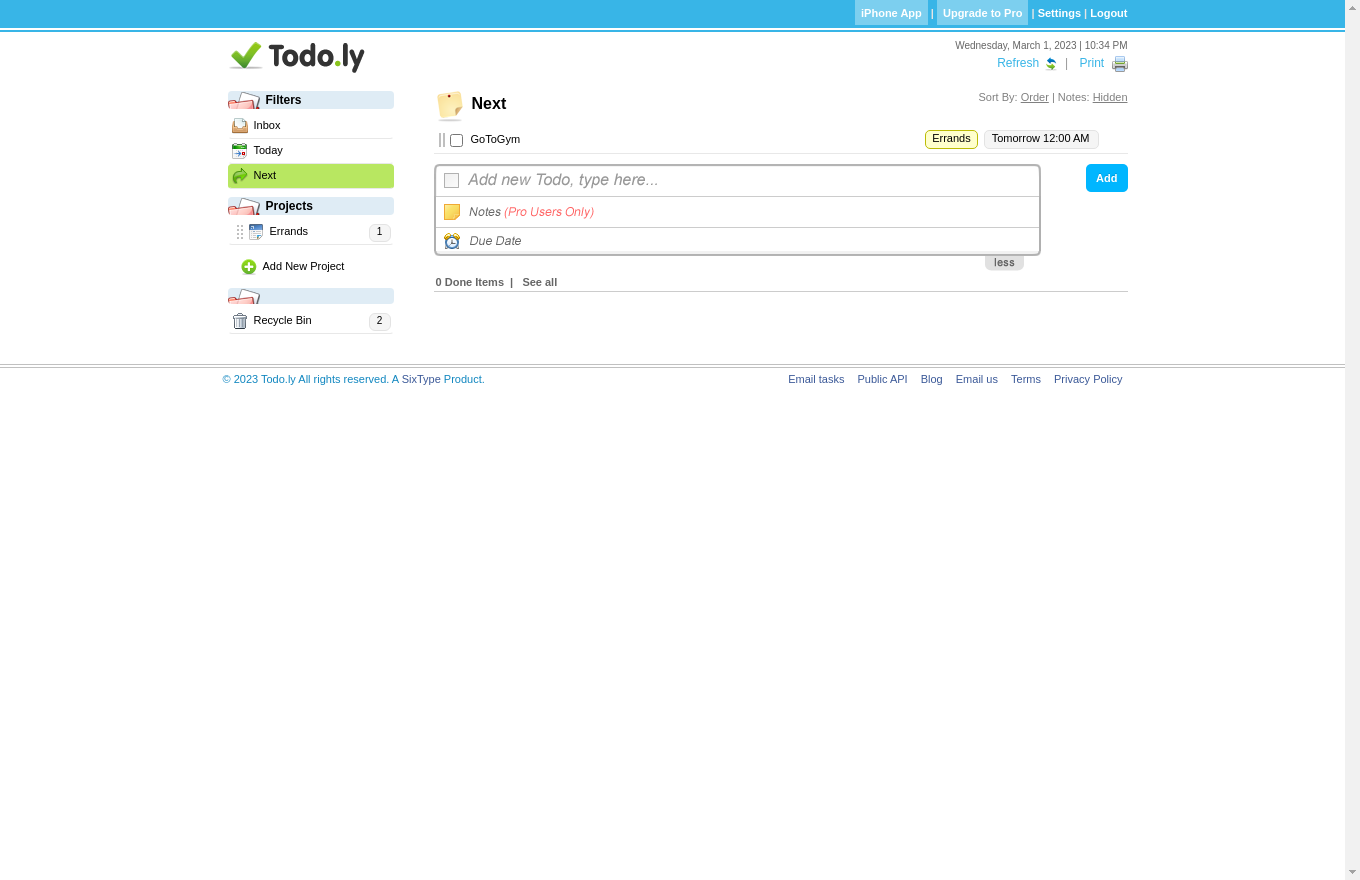 iPhone App | Upgrade to Pro | Settings | Logout
Todo.ly
Wednesday, March 1, 2023 | 10:34 PM
Refresh | Print
Filters
Inbox
Today
Next
Projects
Errands 1
Add New Project
Recycle Bin 2
Next
Sort By: Order | Notes: Hidden
GoToGym Errands Tomorrow 12:00 AM
Add new Todo, type here... Add
Notes (Pro Users Only)
Due Date
less
0 Done Items | See all
© 2023 Todo.ly All rights reserved. A SixType Product. Email tasks Public API Blog Email us Terms Privacy Policy